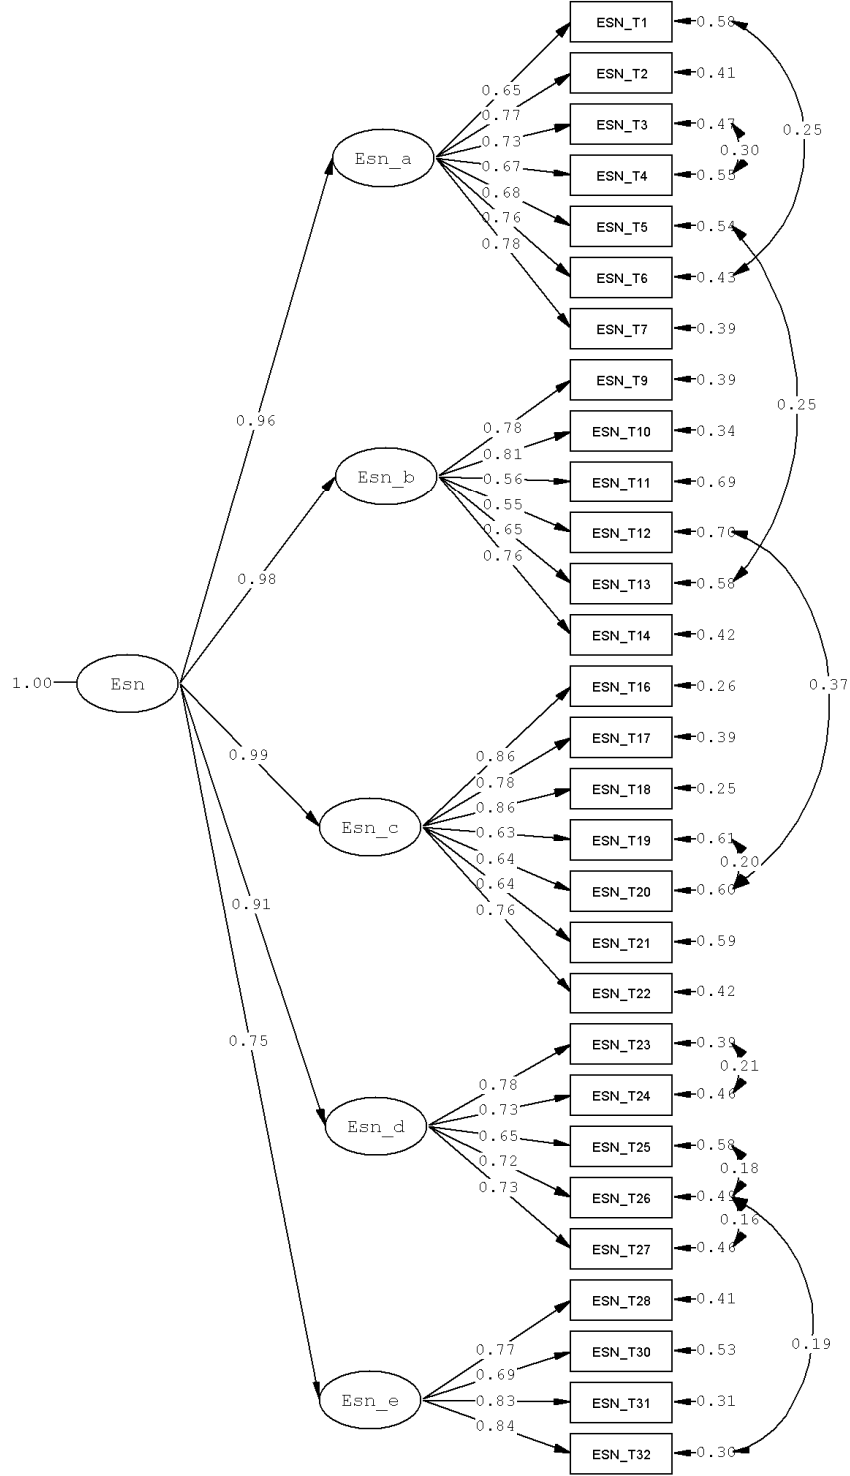 ESN_T1 0.58
0.65
ESN_T2 0.41
0.77
ESN_T3 0.47
0.25
0.73
0.30
Esn_a
0.67
ESN_T4 0.55
0.68
ESN_T5 0.54
0.76
0.78
ESN_T6 0.43
ESN_T7 0.39
ESN_T9 0.39
0.25
0.96
0.78
ESN_T10 0.34
0.81
Esn_b
0.56
ESN_T11 0.69
0.55
0.65
ESN_T12 0.70
0.76
0.98
ESN_T13 0.58
ESN_T14 0.42
1.00
Esn
ESN_T16 0.26
0.37
ESN_T17 0.39
0.99
0.86
0.78
ESN_T18 0.25
0.86
Esn_c
0.63
ESN_T19 0.61
0.64
0.20
0.64
ESN_T20 0.60
0.91
0.76
ESN_T21 0.59
ESN_T22 0.42
0.75
ESN_T23 0.39
0.21
0.78
ESN_T24 0.46
0.73
Esn_d
0.65
ESN_T25 0.58
0.72
0.18
0.73
ESN_T26 0.49
0.16
ESN_T27 0.46
ESN_T28 0.41
0.19
0.77
ESN_T30 0.53
0.69
Esn_e
0.83
ESN_T31 0.31
0.84
ESN_T32 0.30